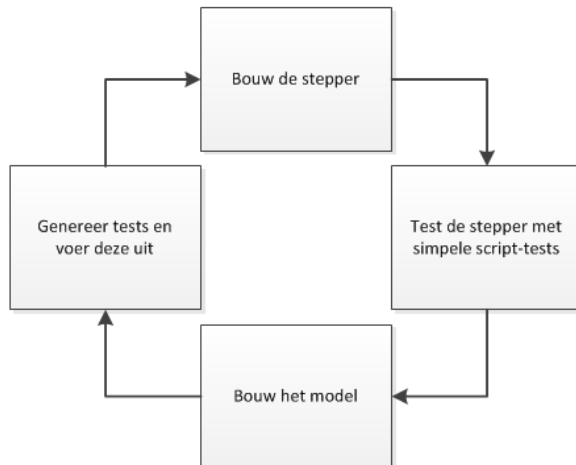 Bouw de stepper
Genereer tests en
voer deze uit
Test de stepper met
simpele script-tests
Bouw het model